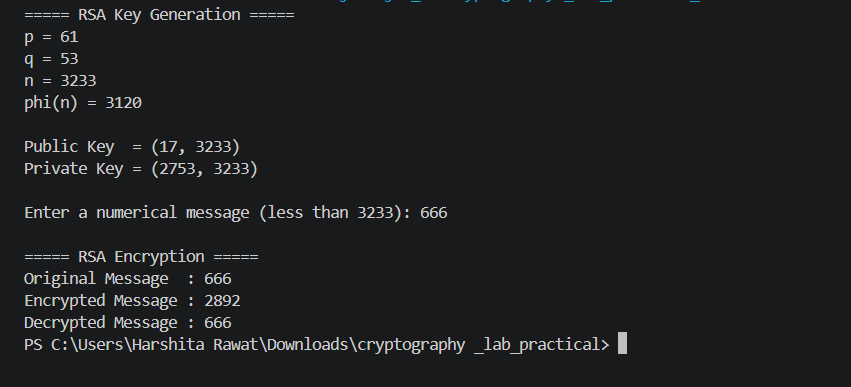 ===== RSA Key Generation =====
p = 61
q = 53
n = 3233
phi(n) = 3120
Public Key  = (17, 3233)
Private Key = (2753, 3233)
Enter a numerical message (less than 3233): 666
===== RSA Encryption =====
Original Message  : 666
Encrypted Message : 2892
Decrypted Message : 666
PS C:\Users\Harshita Rawat\Downloads\cryptography _lab_practical>